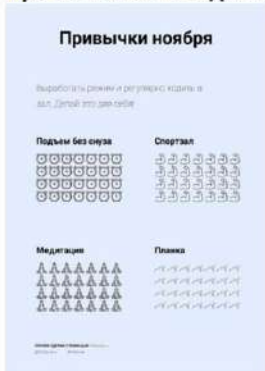 Привычки ноября
Выработать режим и регулярно ходить в
зал. Делай это для себя
Подъем без снуза
Спортзал
Медитация
Планка